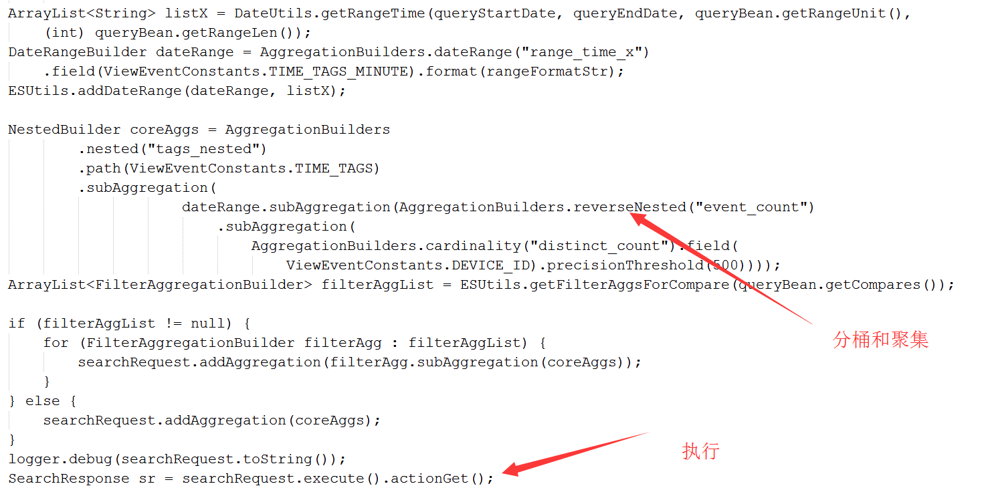 ArrayList<String> listX = DateUtils.getRangeTime(queryStartDate, queryEndDate, queryBean.getRangeUnit(),
    (int) queryBean.getRangeLen());
DateRangeBuilder dateRange = AggregationBuilders.dateRange("range_time_x")
    .field(ViewEventConstants.TIME_TAGS_MINUTE).format(rangeFormatStr);
ESUtils.addDateRange(dateRange, listX);

NestedBuilder coreAggs = AggregationBuilders
        .nested("tags_nested")
        .path(ViewEventConstants.TIME_TAGS)
        .subAggregation(
                    dateRange.subAggregation(AggregationBuilders.reverseNested("event_count")
                        .subAggregation(
                            AggregationBuilders.cardinality("distinct_count").field(
                                ViewEventConstants.DEVICE_ID).precisionThreshold(500))));
ArrayList<FilterAggregationBuilder> filterAggList = ESUtils.getFilterAggsForCompare(queryBean.getCompares());

if (filterAggList != null) {
    for (FilterAggregationBuilder filterAgg : filterAggList) {
分桶和聚集
        searchRequest.addAggregation(filterAgg.subAggregation(coreAggs));
    }
} else {
    searchRequest.addAggregation(coreAggs);
}
执行
logger.debug(searchRequest.toString());
SearchResponse sr = searchRequest.execute().actionGet();